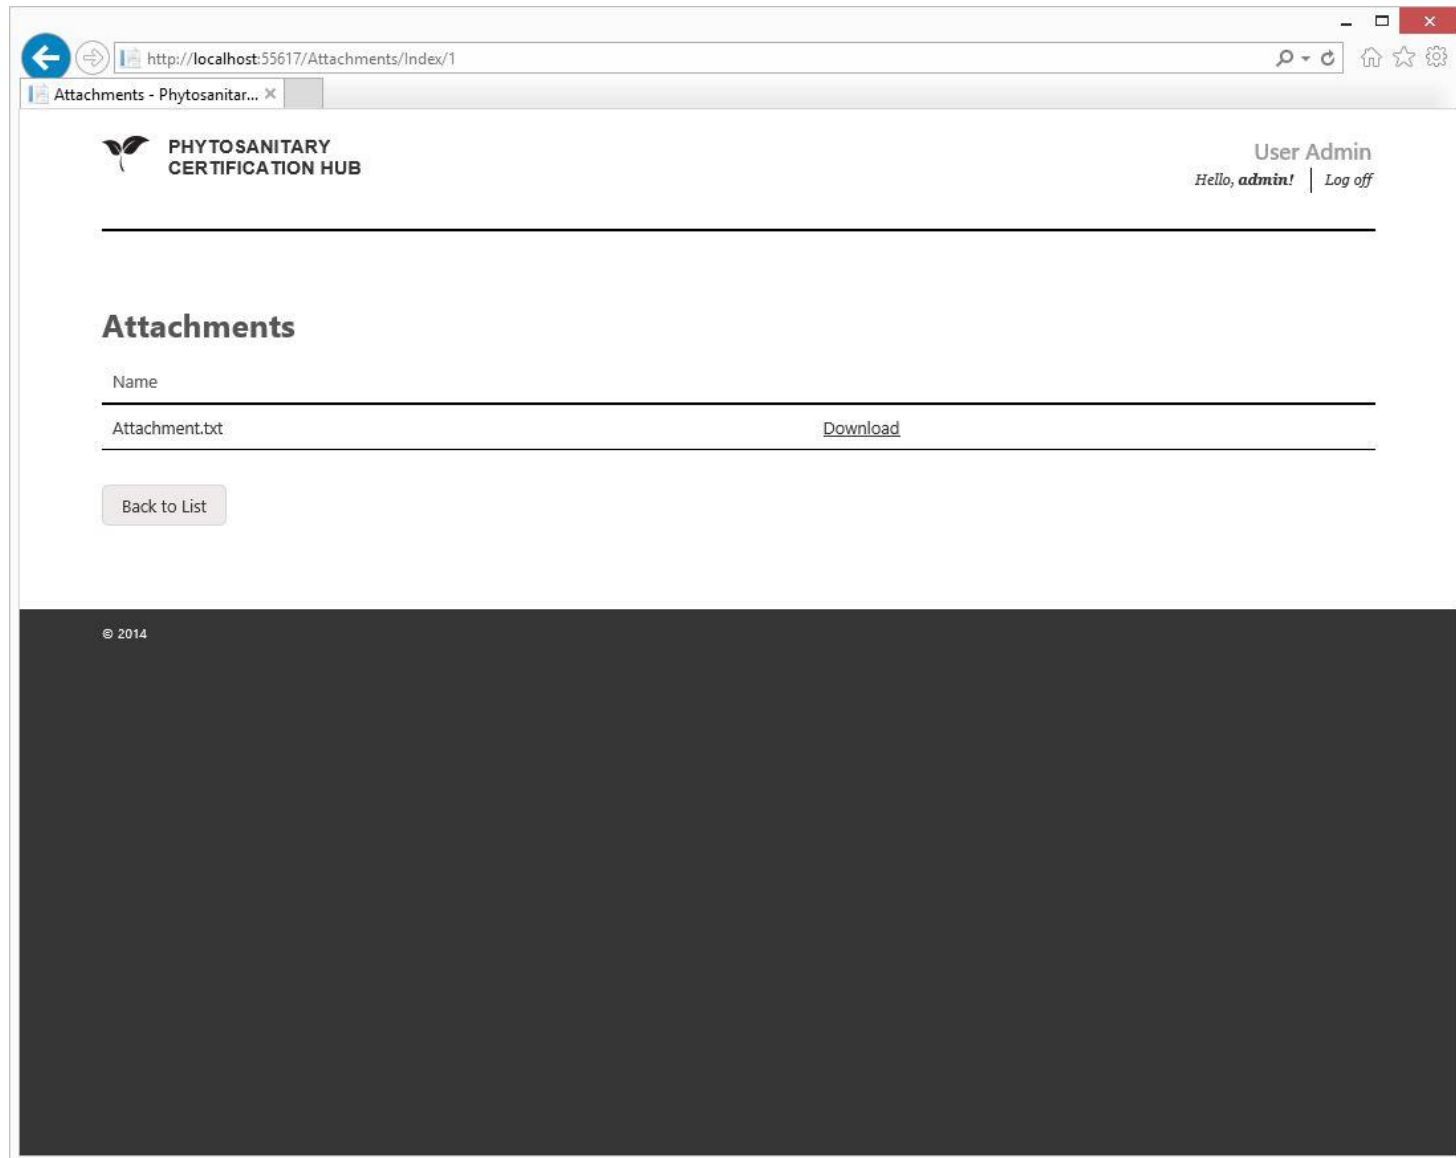 http://localhost:55617/Attachments/Index/1
Attachments - Phytosanitar...
PHYTOSANITARY
CERTIFICATION HUB
User Admin
Hello, admin! Log off
Attachments
Name
Attachment.txt Download
Back to List
© 2014